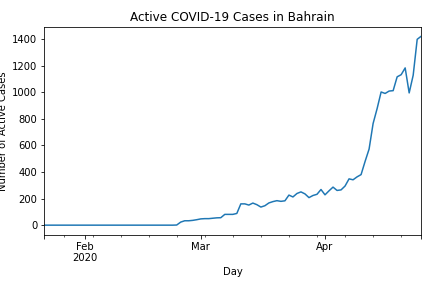 Active COVID-19 Cases in Bahrain
1400
1200
1000
800
600
400
200
0
Number of Active Cases
Feb
2020
Mar
Apr
Day